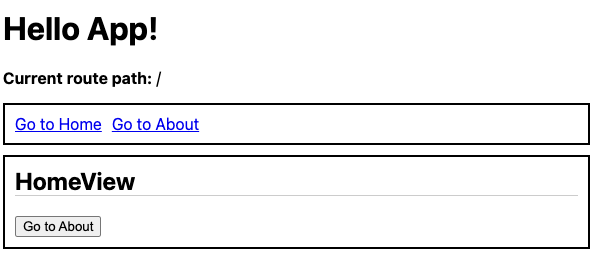 Hello App!
Current route path: /
Go to Home Go to About
HomeView
Go to About